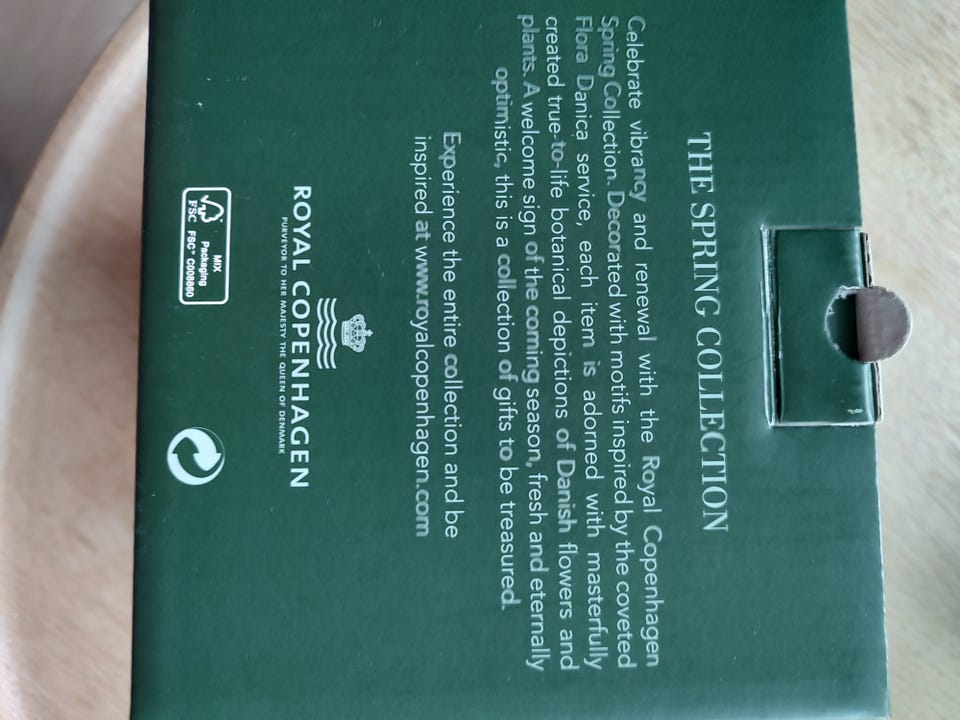 THE SPRING COLLECTION
Celebrate vibrancy and renewal with the Royal Copenhagen
Spring Collection. Decorated with motifs inspired by the coveted
Flora Danica service, each item is adorned with masterfully
created true-to-life botanical depictions of Danish flowers and
plants. A welcome sign of the coming season, fresh and eternally
optimistic, this is a collection of gifts to be treasured.
Experience the entire collection and be
inspired at www.royalcopenhagen.com
ROYAL COPENHAGEN
PURVEYOR TO HER MAJESTY THE QUEEN OF DENMARK
MIX
Packaging
FSC FSC™ C008860